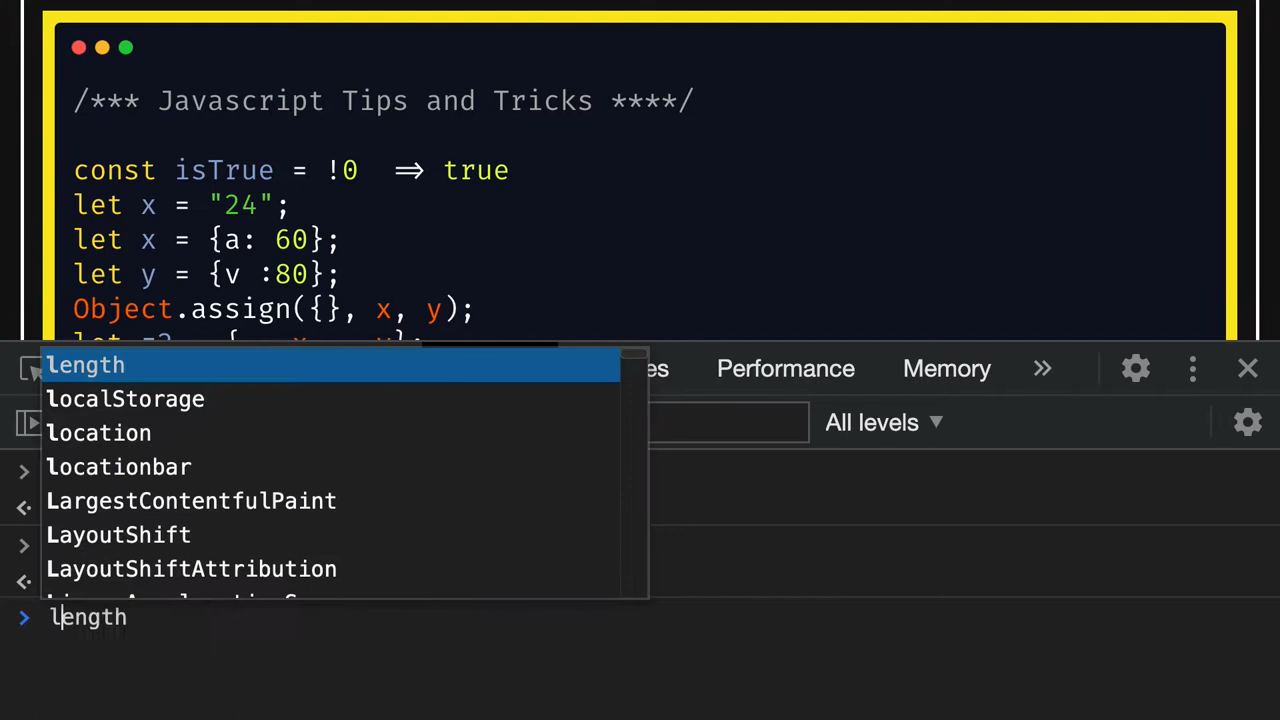 /*** Javascript Tips and Tricks ****/
const isTrue = !0 => true
let x = "24";
let x = {a: 60};
let y = {v :80};
Object.assign({}, x, y);
Performance
Memory
All levels
length
localStorage
location
locationbar
LargestContentfulPaint
LayoutShift
LayoutShiftAttribution
length